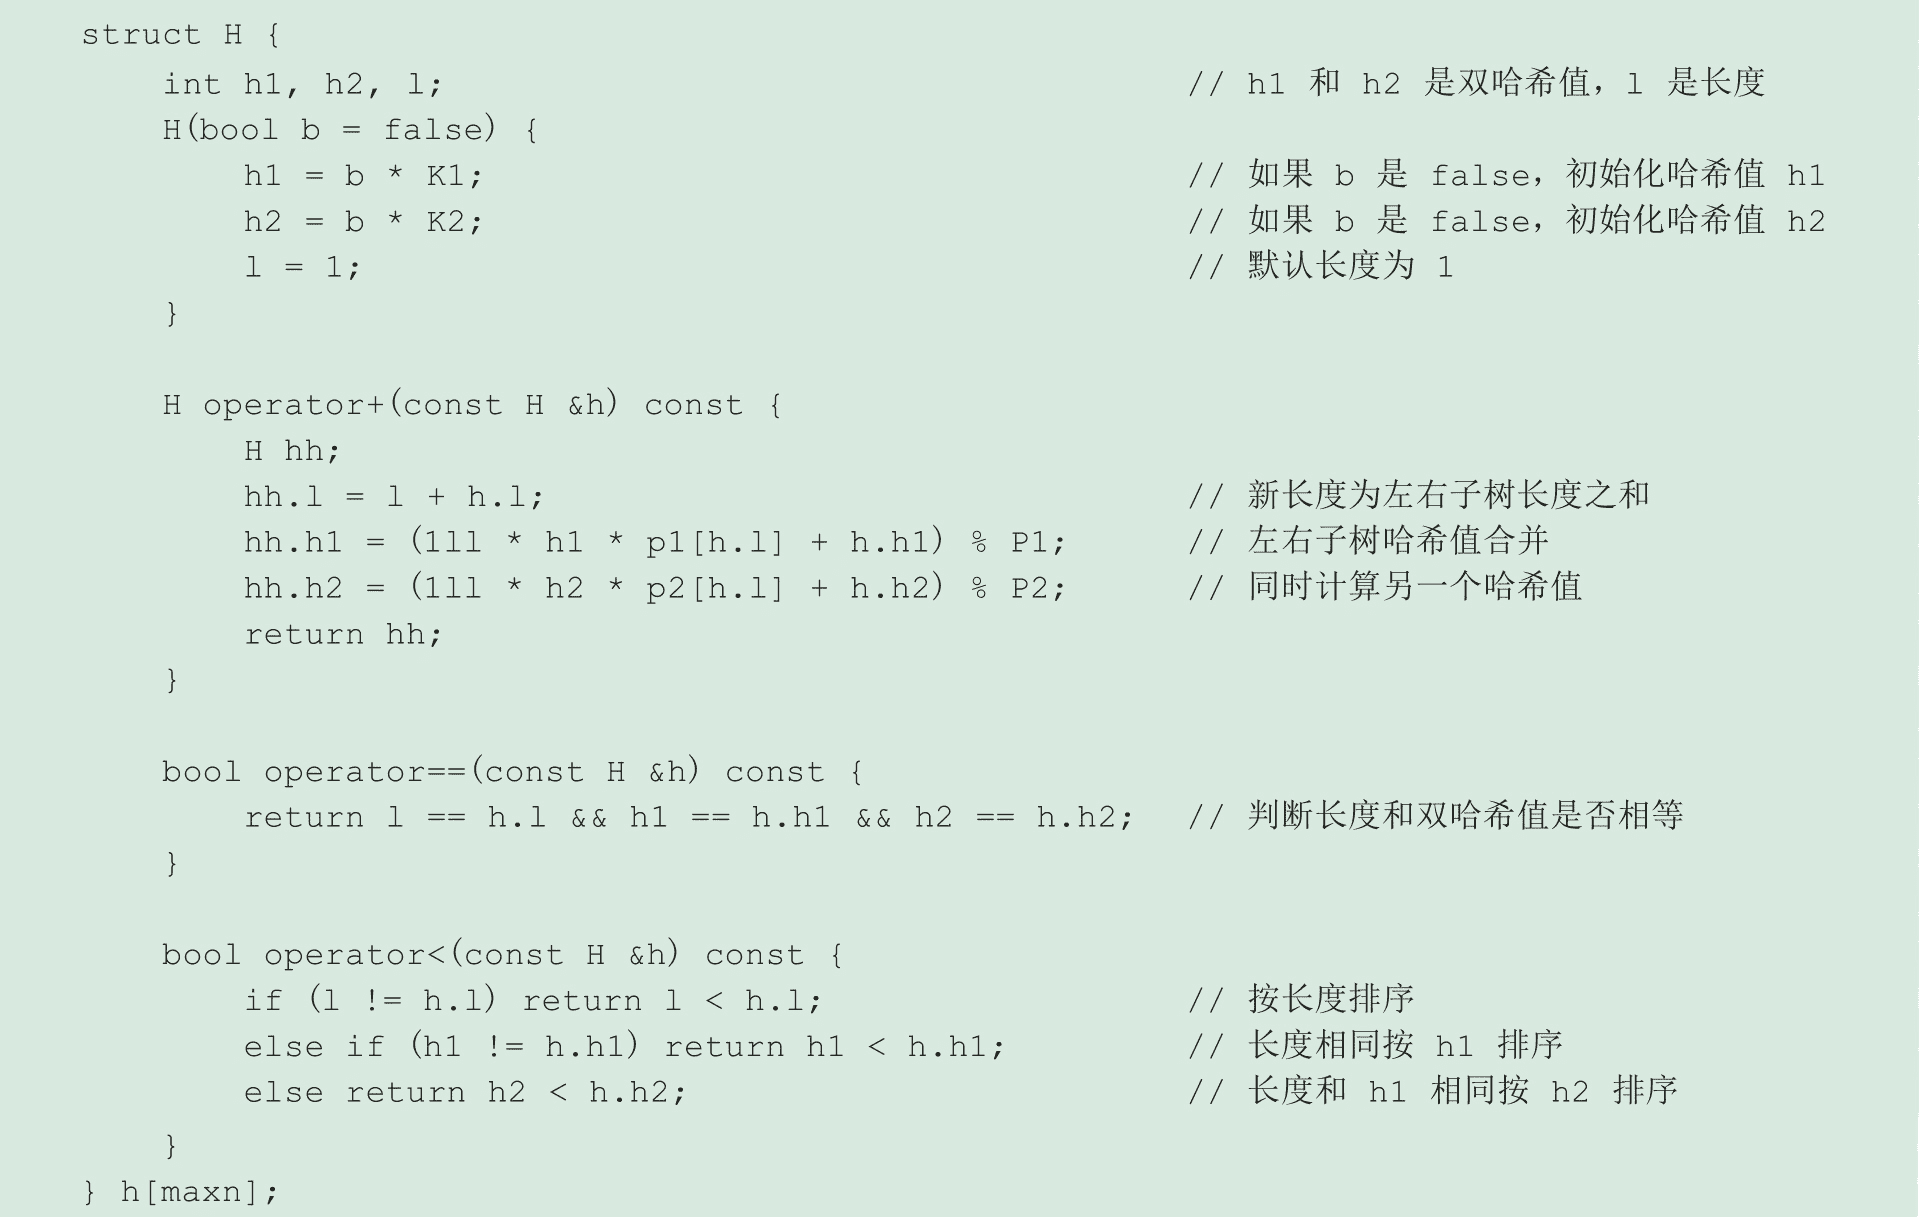 struct H {
int h1, h2, l; // h1 和 h2 是双哈希值，l 是长度
H(bool b = false) {
h1 = b * K1; // 如果 b 是 false，初始化哈希值 h1
h2 = b * K2; // 如果 b 是 false，初始化哈希值 h2
l = 1; // 默认长度为 1
}
H operator+(const H &h) const {
H hh;
hh.l = l + h.l; // 新长度为左右子树长度之和
hh.h1 = (1ll * h1 * p1[h.l] + h.h1) % P1; // 左右子树哈希值合并
hh.h2 = (1ll * h2 * p2[h.l] + h.h2) % P2; // 同时计算另一个哈希值
return hh;
}
bool operator==(const H &h) const {
return l == h.l && h1 == h.h1 && h2 == h.h2; // 判断长度和双哈希值是否相等
}
bool operator<(const H &h) const {
if (l != h.l) return l < h.l; // 按长度排序
else if (h1 != h.h1) return h1 < h.h1; // 长度相同按 h1 排序
else return h2 < h.h2; // 长度和 h1 相同按 h2 排序
}
} h[maxn];